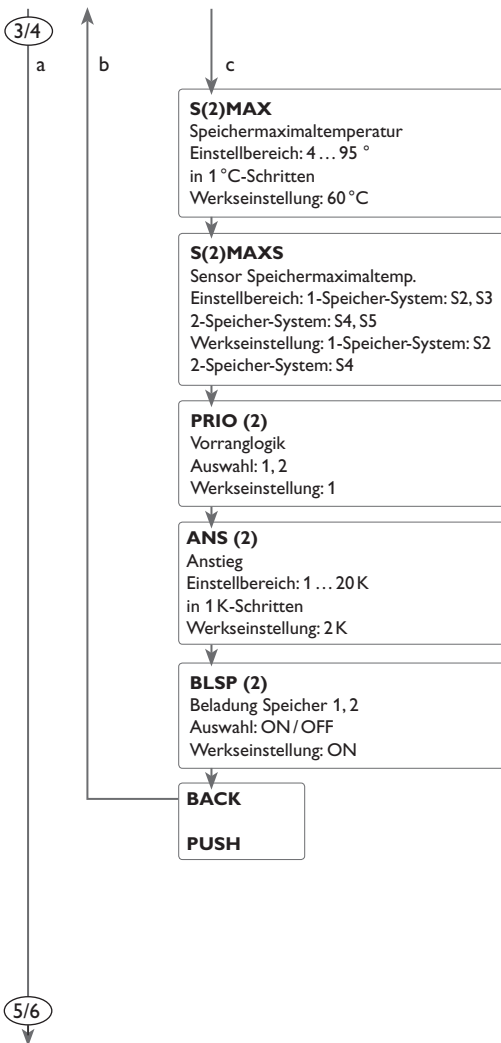 3/4
a
b
c
S(2)MAX
Speichermaximaltemperatur
Einstellbereich: 4 … 95 °
in 1 °C-Schritten
Werkseinstellung: 60 °C
S(2)MAXS
Sensor Speichermaximaltemp.
Einstellbereich: 1-Speicher-System: S2, S3
2-Speicher-System: S4, S5
Werkseinstellung: 1-Speicher-System: S2
2-Speicher-System: S4
PRIO (2)
Vorranglogik
Auswahl: 1, 2
Werkseinstellung: 1
ANS (2)
Anstieg
Einstellbereich: 1 … 20 K
in 1 K-Schritten
Werkseinstellung: 2 K
BLSP (2)
Beladung Speicher 1, 2
Auswahl: ON / OFF
Werkseinstellung: ON
BACK
PUSH
5/6